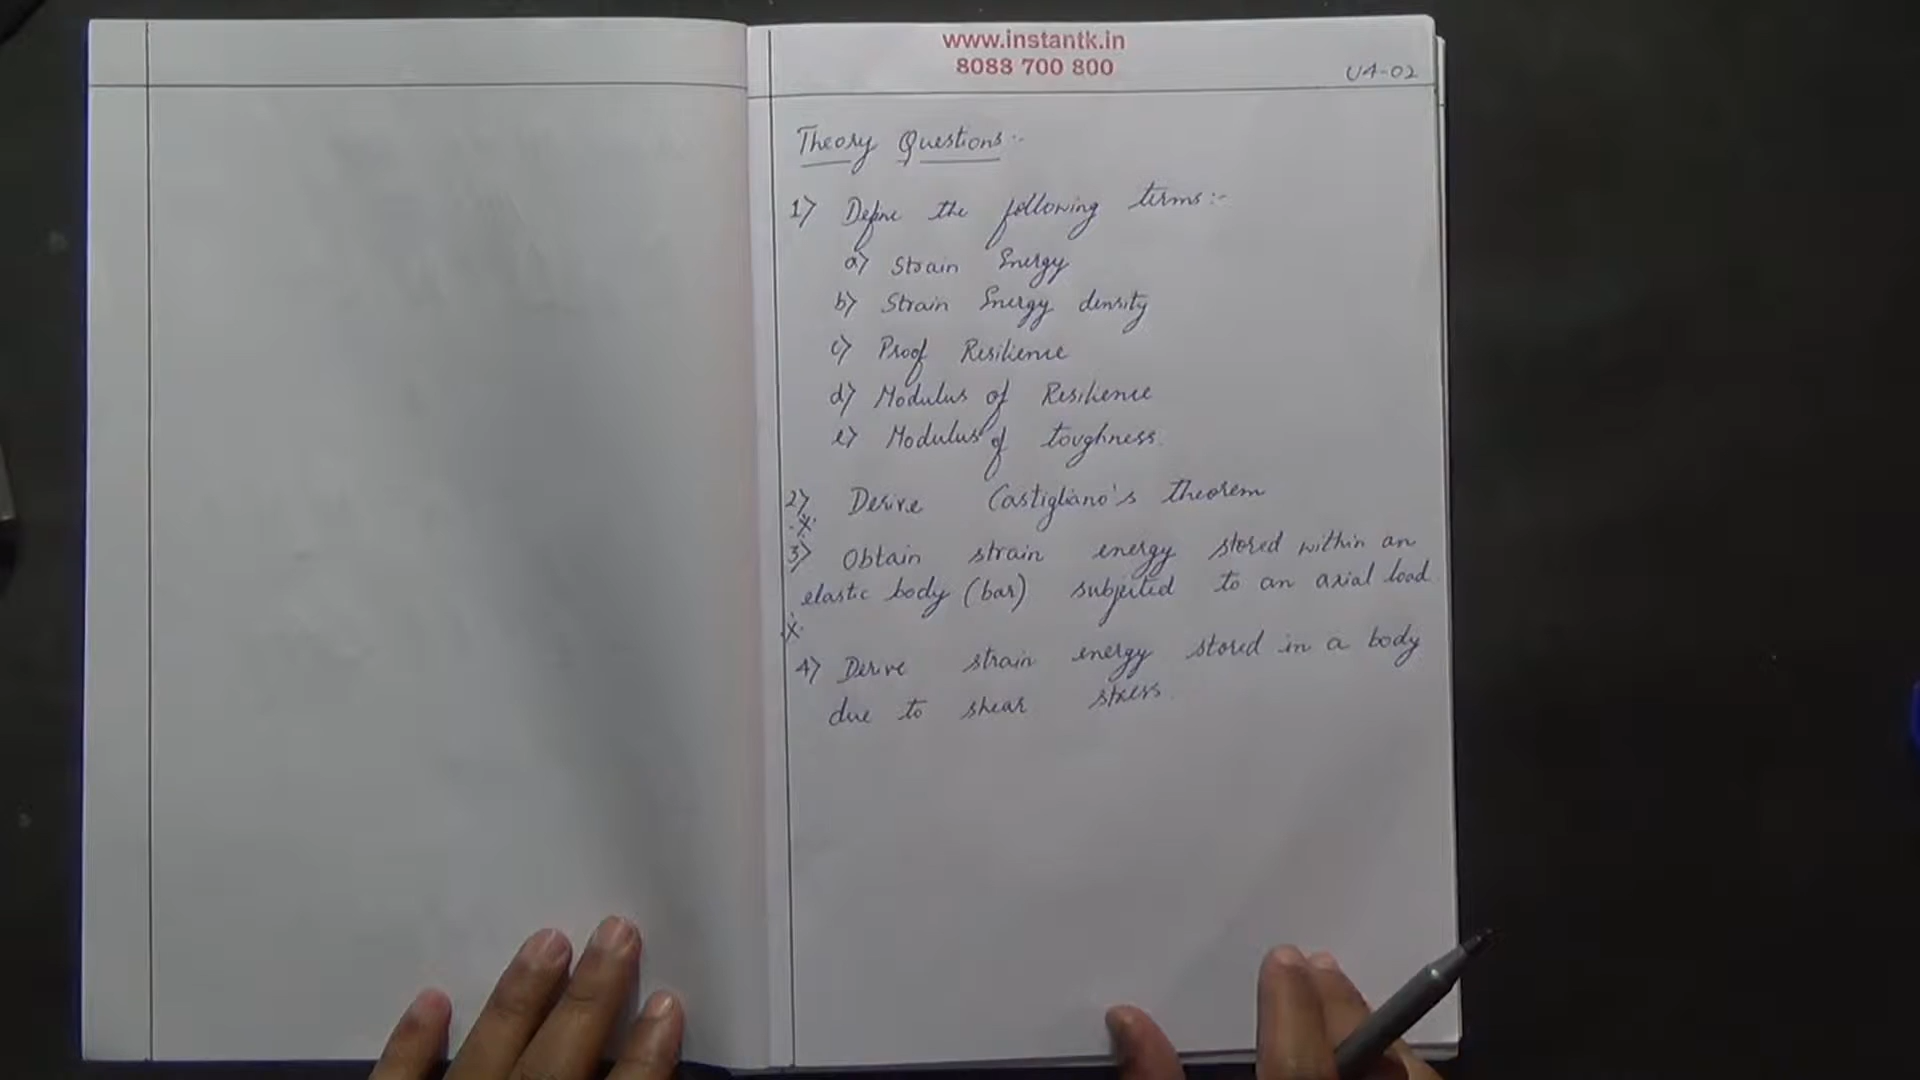 www.instantk.in
8088 700 800
U4-02
Theory Questions:-
1) Define the following terms:-
a) Strain Energy
b) Strain Energy density
c) Proof Resilience
d) Modulus of Resilience
e) Modulus of toughness.
2) Derive Castigliano's theorem
3) Obtain strain energy stored within an
elastic body (bar) subjected to an axial load
4) Derive strain energy stored in a body
due to shear stress.